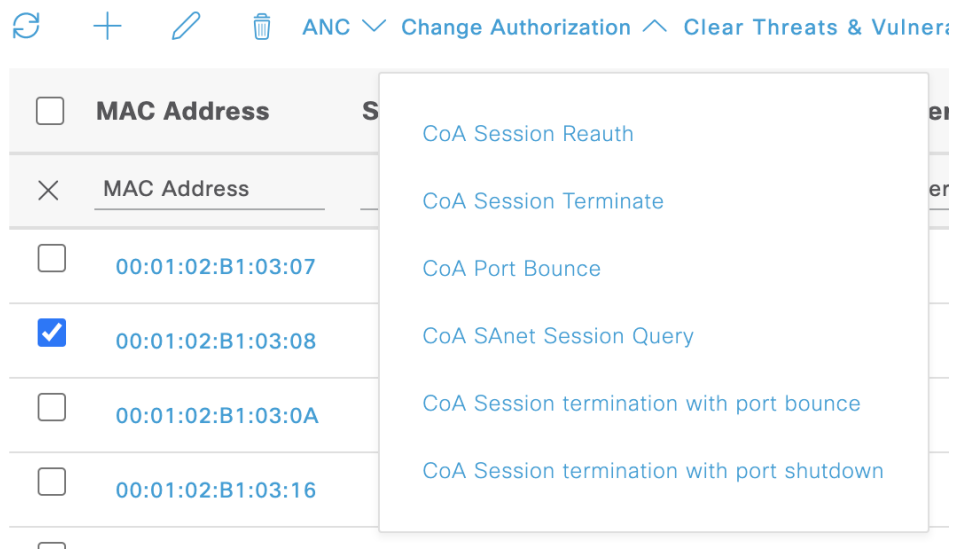 ANC Change Authorization Clear Threats & Vulnera
MAC Address S er
MAC Address er
CoA Session Reauth
CoA Session Terminate
CoA Port Bounce
CoA SAnet Session Query
CoA Session termination with port bounce
CoA Session termination with port shutdown
00:01:02:B1:03:07
00:01:02:B1:03:08
00:01:02:B1:03:0A
00:01:02:B1:03:16